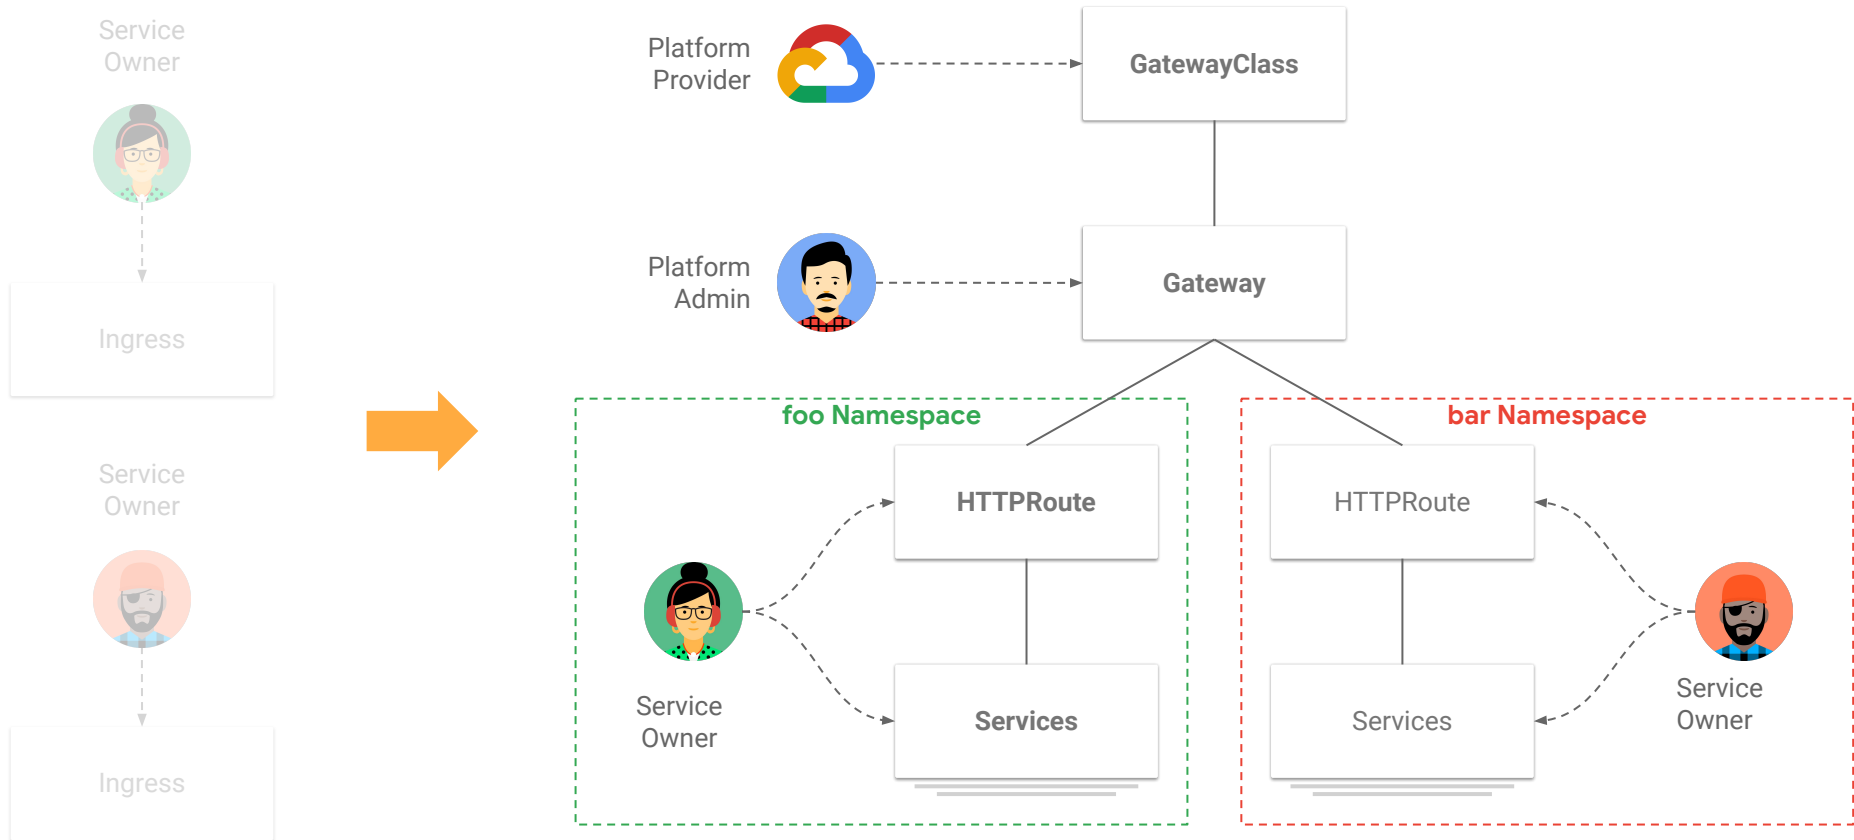 Service
Owner
Ingress
Service
Owner
Ingress
Platform
Provider
GatewayClass
Platform
Admin
Gateway
foo Namespace
HTTPRoute
Service
Owner
Services
bar Namespace
HTTPRoute
Services
Service
Owner